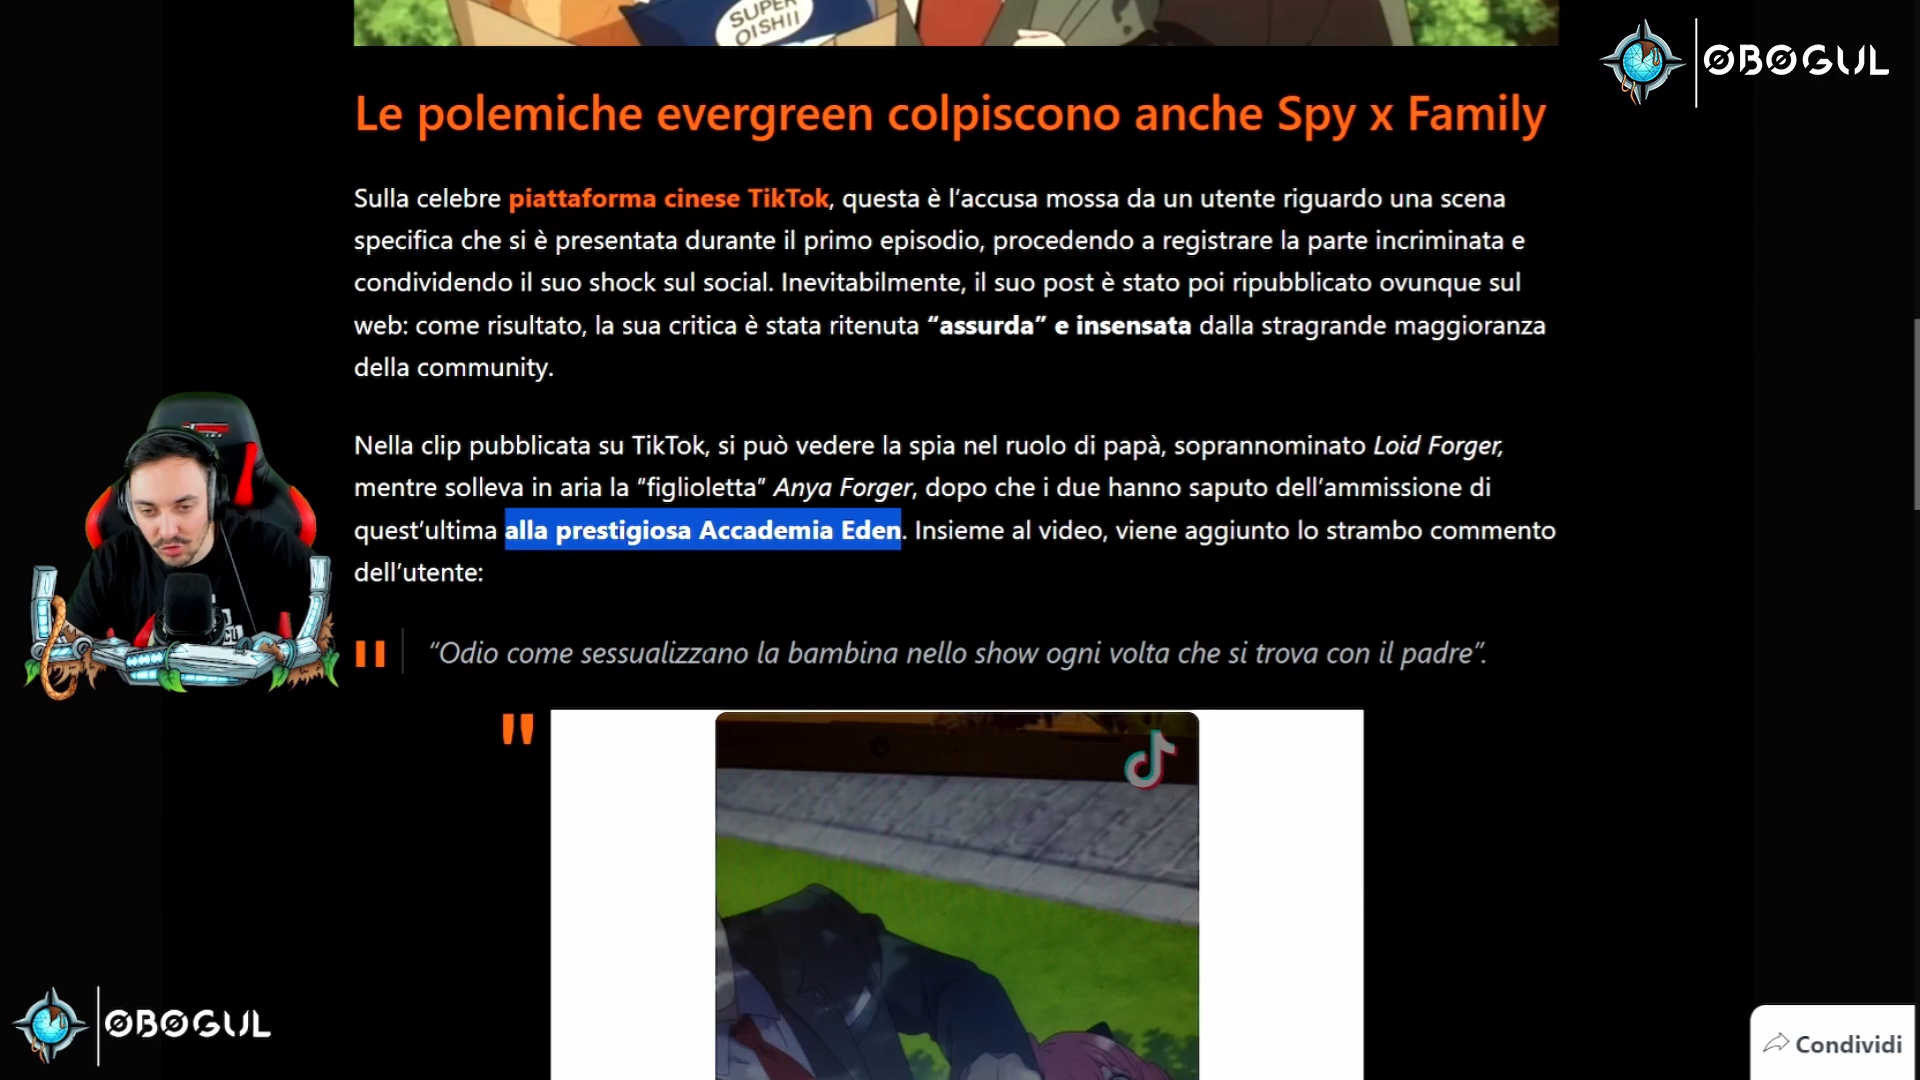 SUPER
OISHII
ØBØGUL
Le polemiche evergreen colpiscono anche Spy x Family
Sulla celebre piattaforma cinese TikTok, questa è l’accusa mossa da un utente riguardo una scena
specifica che si è presentata durante il primo episodio, procedendo a registrare la parte incriminata e
condividendo il suo shock sul social. Inevitabilmente, il suo post è stato poi ripubblicato ovunque sul
web: come risultato, la sua critica è stata ritenuta “assurda” e insensata dalla stragrande maggioranza
della community.
Nella clip pubblicata su TikTok, si può vedere la spia nel ruolo di papà, soprannominato Loid Forger,
mentre solleva in aria la “figlioletta” Anya Forger, dopo che i due hanno saputo dell’ammissione di
quest’ultima alla prestigiosa Accademia Eden. Insieme al video, viene aggiunto lo strambo commento
dell’utente:
“Odio come sessualizzano la bambina nello show ogni volta che si trova con il padre”.
ØBØGUL
Condividi